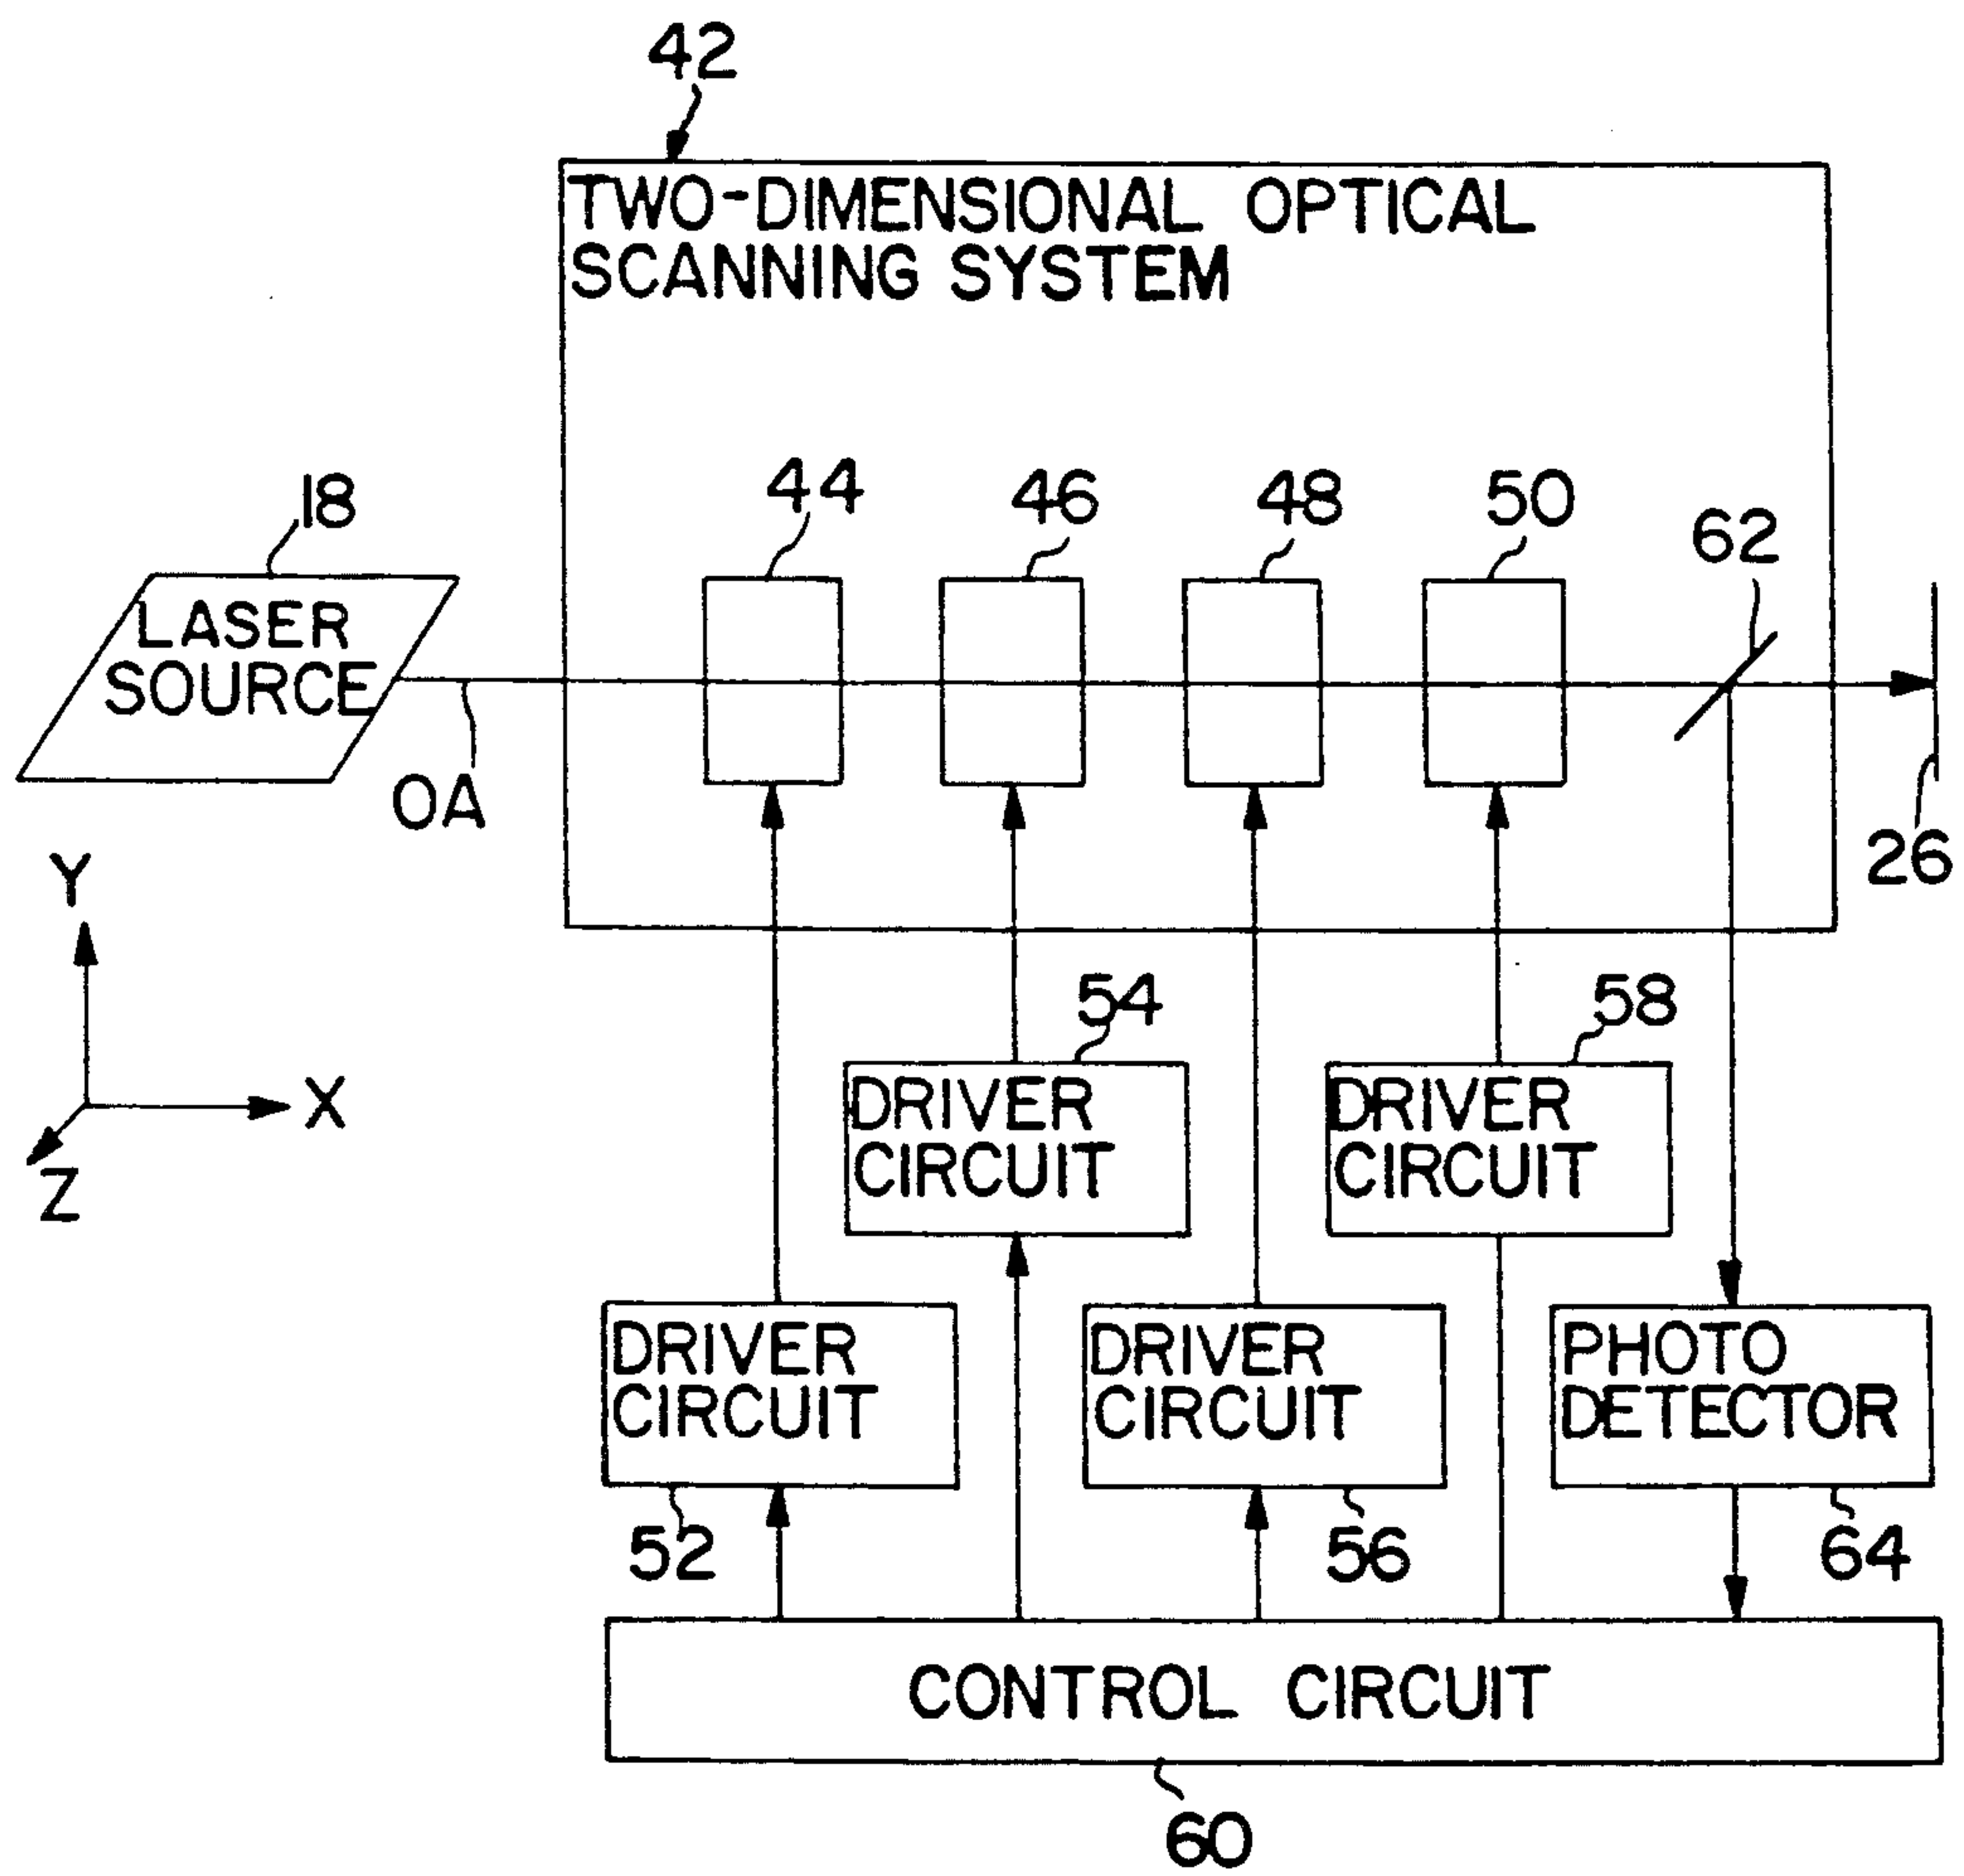 42
TWO-DIMENSIONAL OPTICAL
SCANNING SYSTEM
18
44
46
48
50
62
LASER
SOURCE
OA
26
Y
X
Z
54
58
DRIVER
CIRCUIT
DRIVER
CIRCUIT
DRIVER
CIRCUIT
DRIVER
CIRCUIT
PHOTO
DETECTOR
52
56
64
CONTROL CIRCUIT
60